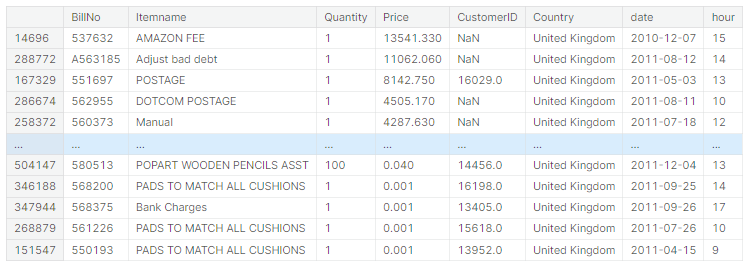 BillNo Itemname Quantity Price CustomerID Country date hour
14696 537632 AMAZON FEE 1 13541.330 NaN United Kingdom 2010-12-07 15
288772 A563185 Adjust bad debt 1 11062.060 NaN United Kingdom 2011-08-12 14
167329 551697 POSTAGE 1 8142.750 16029.0 United Kingdom 2011-05-03 13
286674 562955 DOTCOM POSTAGE 1 4505.170 NaN United Kingdom 2011-08-11 10
258372 560373 Manual 1 4287.630 NaN United Kingdom 2011-07-18 12
... ... ... ... ... ... ... ... ...
504147 580513 POPART WOODEN PENCILS ASST 100 0.040 14456.0 United Kingdom 2011-12-04 13
346188 568200 PADS TO MATCH ALL CUSHIONS 1 0.001 16198.0 United Kingdom 2011-09-25 14
347944 568375 Bank Charges 1 0.001 13405.0 United Kingdom 2011-09-26 17
268879 561226 PADS TO MATCH ALL CUSHIONS 1 0.001 15618.0 United Kingdom 2011-07-26 10
151547 550193 PADS TO MATCH ALL CUSHIONS 1 0.001 13952.0 United Kingdom 2011-04-15 9